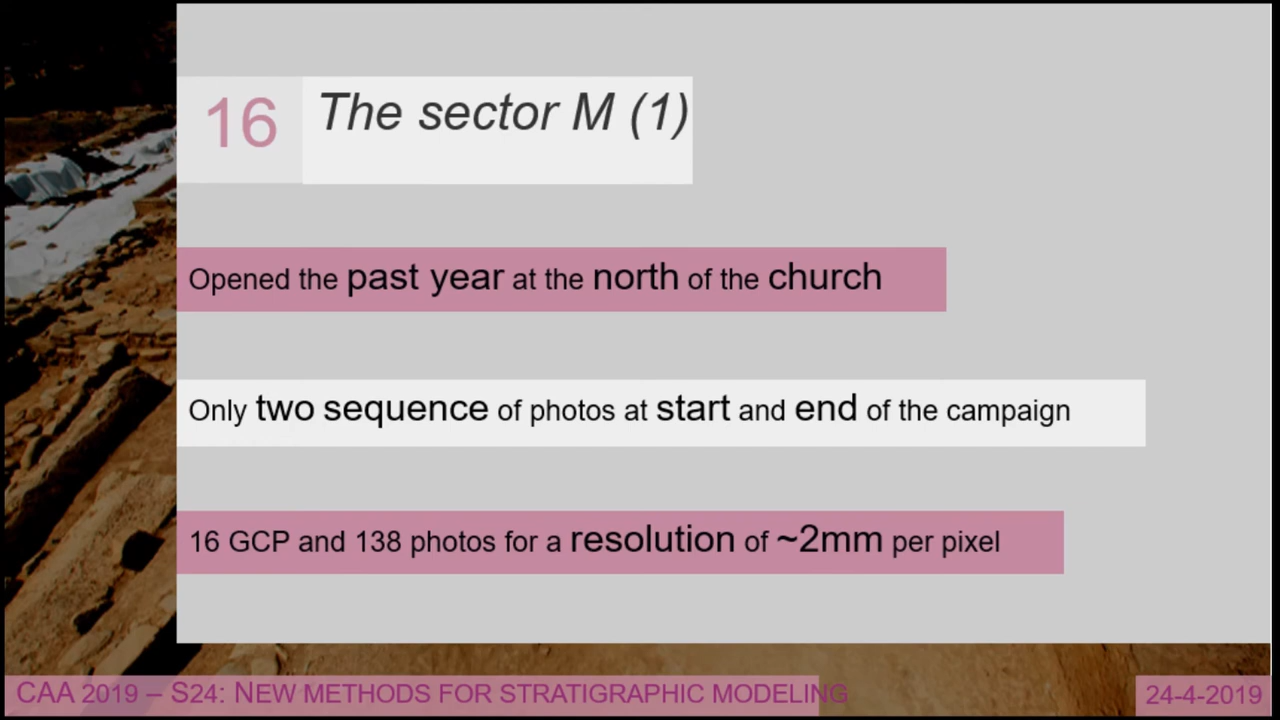 16
The sector M (1)
Opened the past year at the north of the church
Only two sequence of photos at start and end of the campaign
16 GCP and 138 photos for a resolution of ~2mm per pixel
CAA 2019 – S24: NEW METHODS FOR STRATIGRAPHIC MODELING
24-4-2019